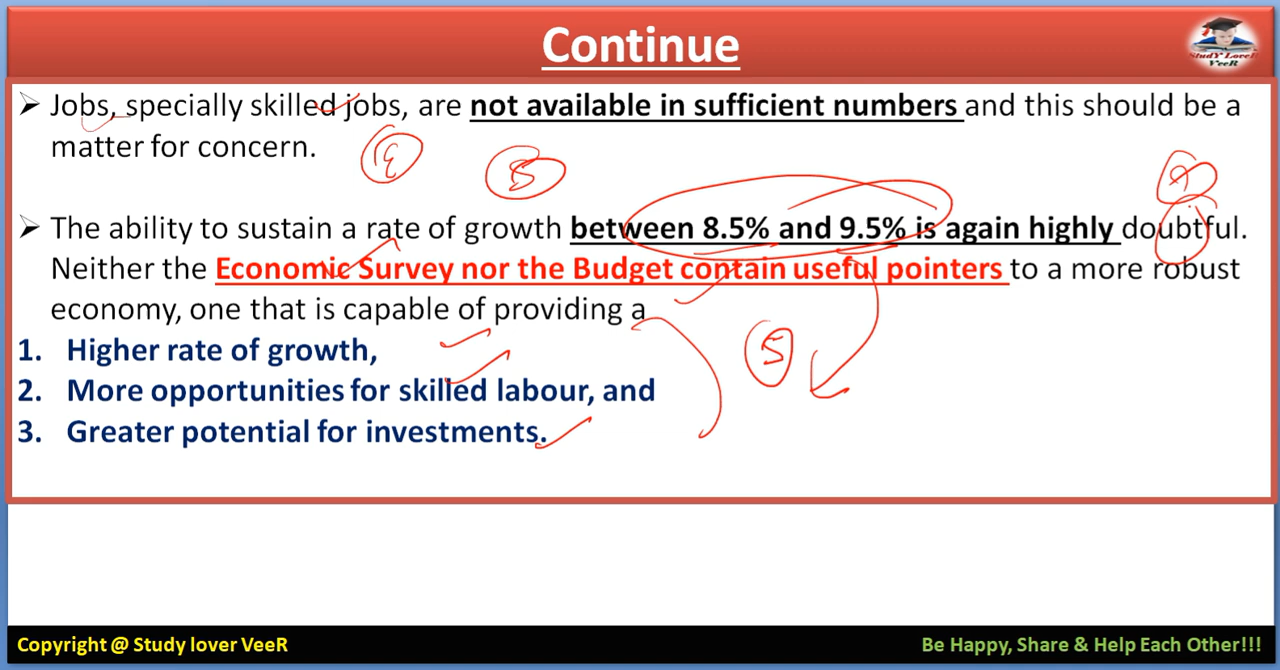 Continue
StudY LoveR
VeeR
➢ Jobs, specially skilled jobs, are not available in sufficient numbers and this should be a
matter for concern.
➢ The ability to sustain a rate of growth between 8.5% and 9.5% is again highly doubtful.
Neither the Economic Survey nor the Budget contain useful pointers to a more robust
economy, one that is capable of providing a
1. Higher rate of growth,
2. More opportunities for skilled labour, and
3. Greater potential for investments.
Copyright @ Study lover VeeR
Be Happy, Share & Help Each Other!!!